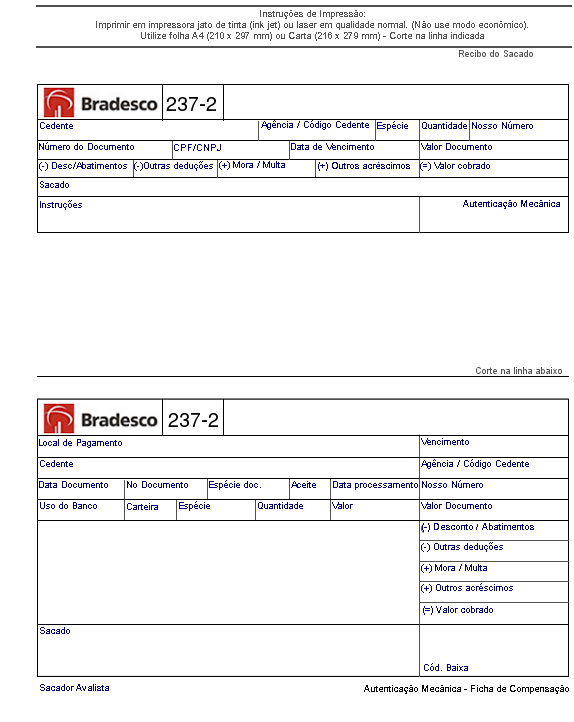 Instruções de Impressão:
Imprimir em impressora jato de tinta (ink jet) ou laser em qualidade normal. (Não use modo econômico).
Utilize folha A4 (210 x 297 mm) ou Carta (216 x 279 mm) - Corte na linha indicada
Recibo do Sacado
Bradesco 237-2
Cedente Agência / Código Cedente Espécie Quantidade Nosso Número
Número do Documento CPF/CNPJ Data de Vencimento Valor Documento
(-) Desc/Abatimentos (-)Outras deduções (+) Mora / Multa (+) Outros acréscimos (=) Valor cobrado
Sacado
Instruções Autenticação Mecânica
Corte na linha abaixo
Bradesco 237-2
Local de Pagamento Vencimento
Cedente Agência / Código Cedente
Data Documento No Documento Espécie doc. Aceite Data processamento Nosso Número
Uso do Banco Carteira Espécie Quantidade Valor Valor Documento
(-) Desconto / Abatimentos
(-) Outras deduções
(+) Mora / Multa
(+) Outros acréscimos
(=) Valor cobrado
Sacado
Cód. Baixa
Sacador Avalista Autenticação Mecânica - Ficha de Compensação